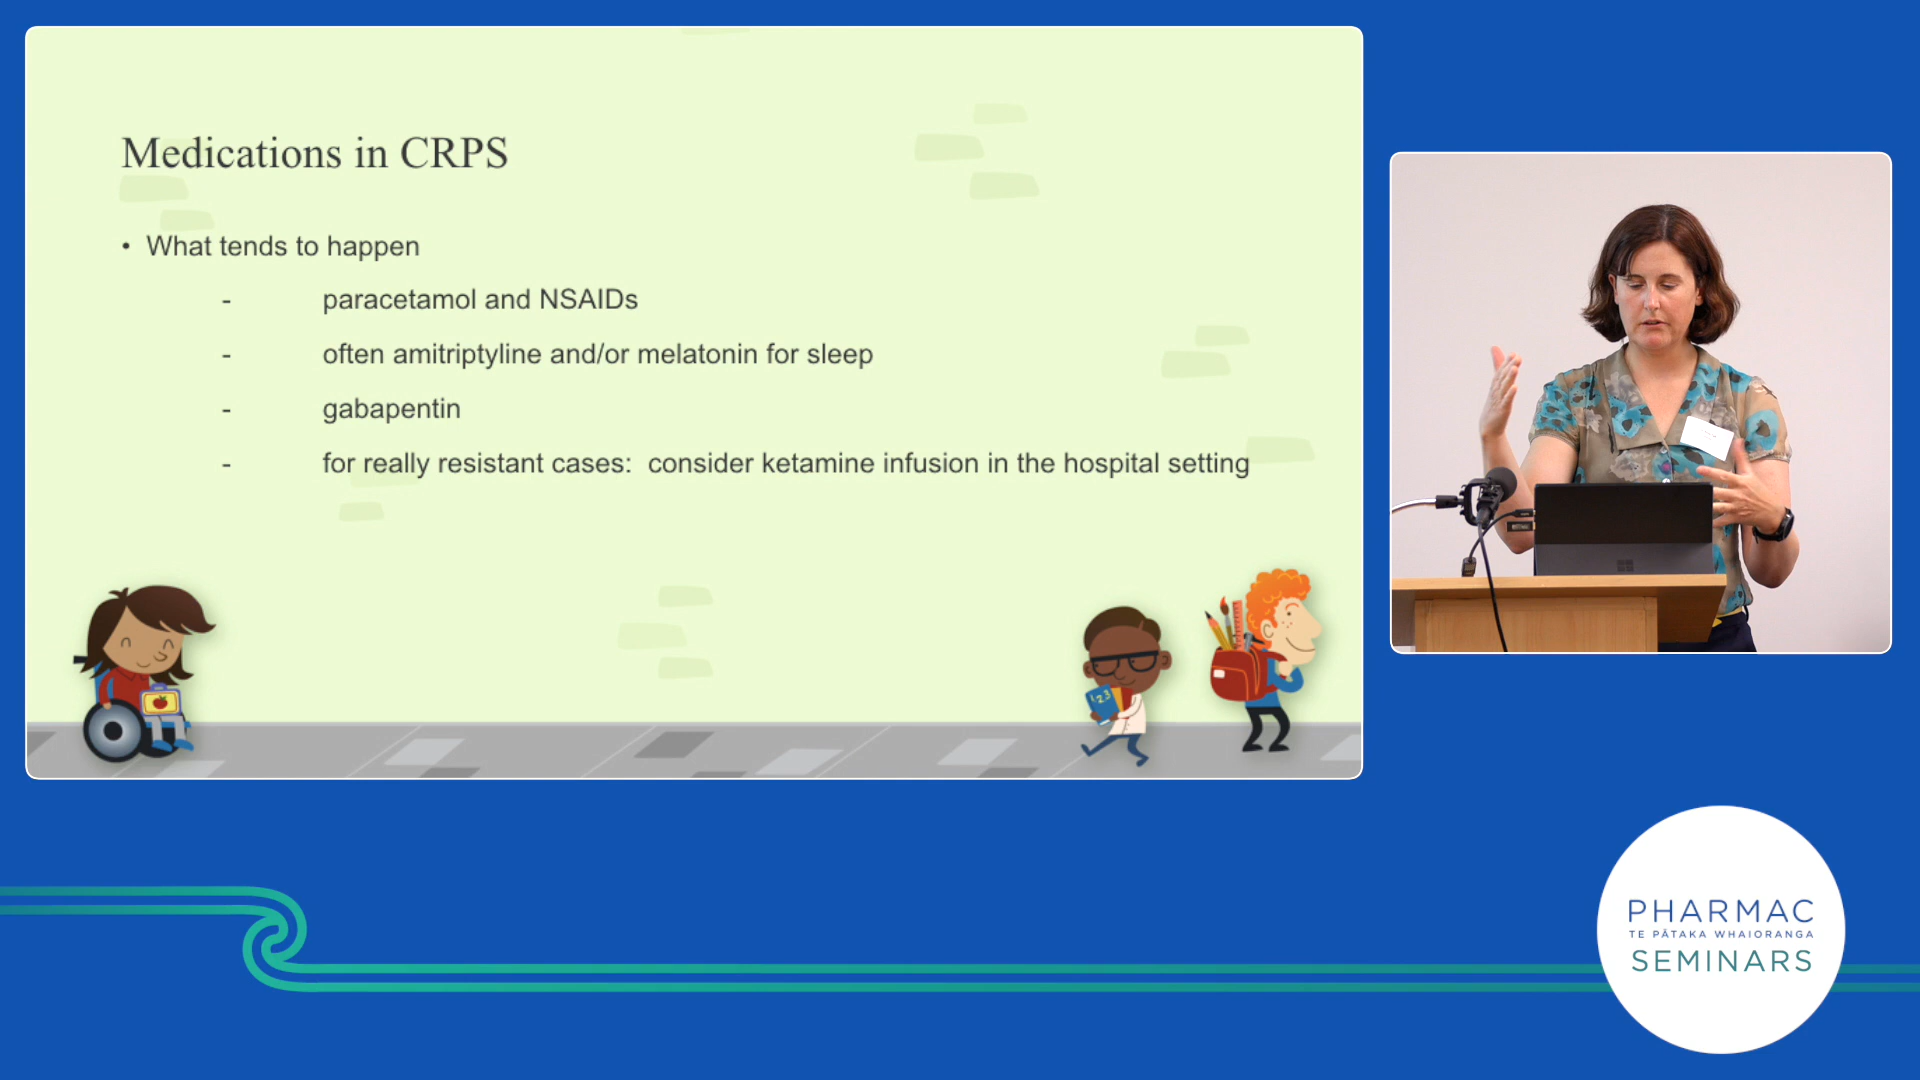 Medications in CRPS
• What tends to happen
- paracetamol and NSAIDs
- often amitriptyline and/or melatonin for sleep
- gabapentin
- for really resistant cases: consider ketamine infusion in the hospital setting
123
PHARMAC
TE PĀTAKA WHAIORANGA
SEMINARS